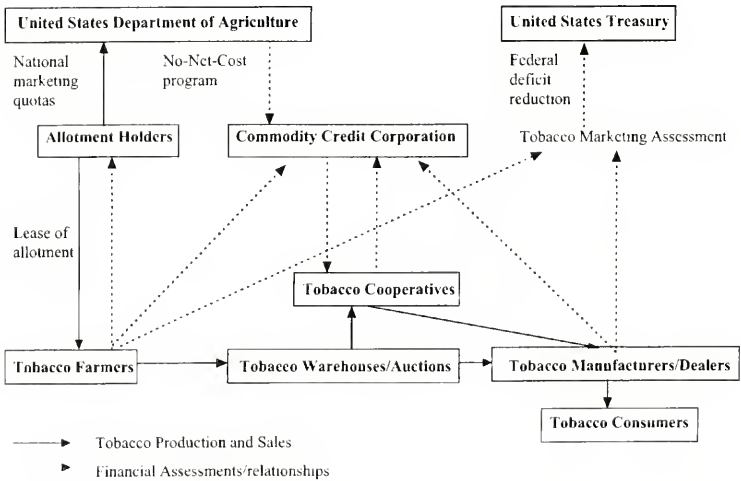 United States Department of Agriculture
United States Treasury
National
marketing
quotas
No-Net-Cost
program
Federal
deficit
reduction
Allotment Holders
Commodity Credit Corporation
Tobacco Marketing Assessment
Lease of
allotment
Tobacco Cooperatives
Tobacco Farmers
Tobacco Warehouses/Auctions
Tobacco Manufacturers/Dealers
Tobacco Consumers
Tobacco Production and Sales
Financial Assessments/relationships